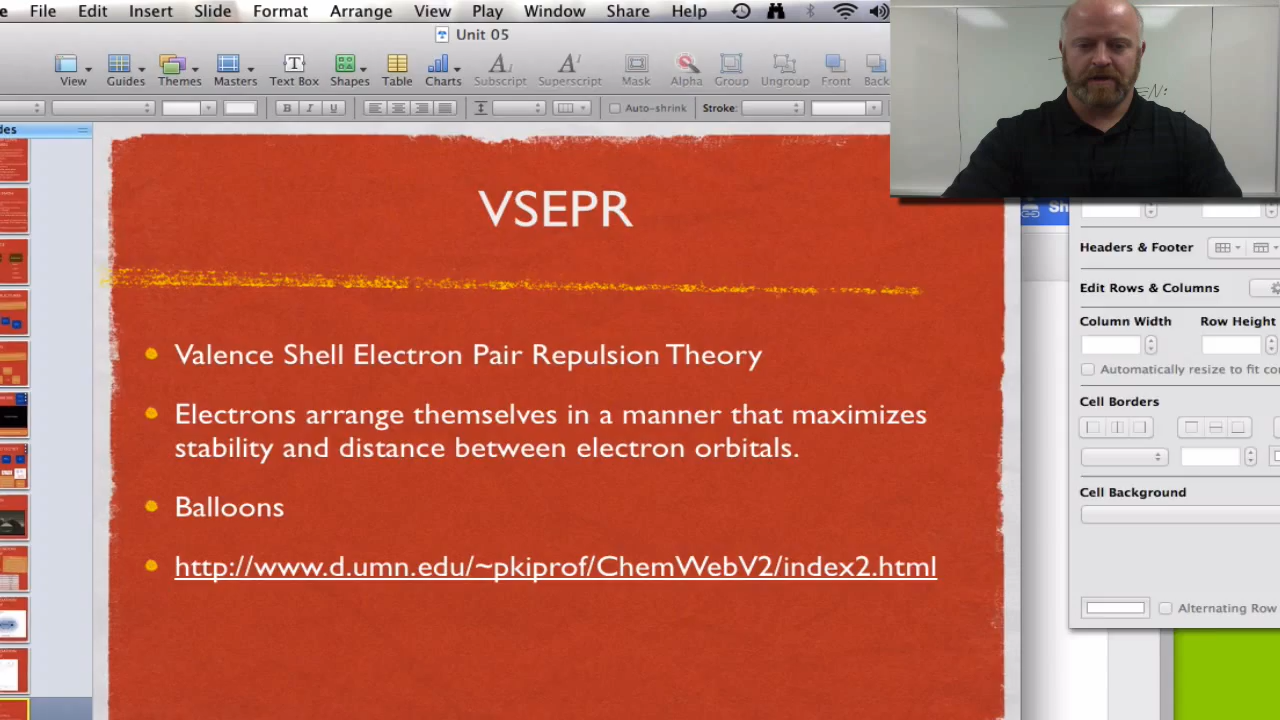 File Edit Insert Slide Format Arrange View Play Window Share Help
Unit 05
View Guides Themes Masters Text Box Shapes Table Charts Subscript Superscript Mask Alpha Group Ungroup Front Back
B I U Auto-shrink Stroke:
VSEPR
Valence Shell Electron Pair Repulsion Theory
Electrons arrange themselves in a manner that maximizes
stability and distance between electron orbitals.
Balloons
http://www.d.umn.edu/~pkiprof/ChemWebV2/index2.html
Headers & Footer
Edit Rows & Columns
Column Width Row Height
Automatically resize to fit
Cell Borders
Cell Background
Alternating Row